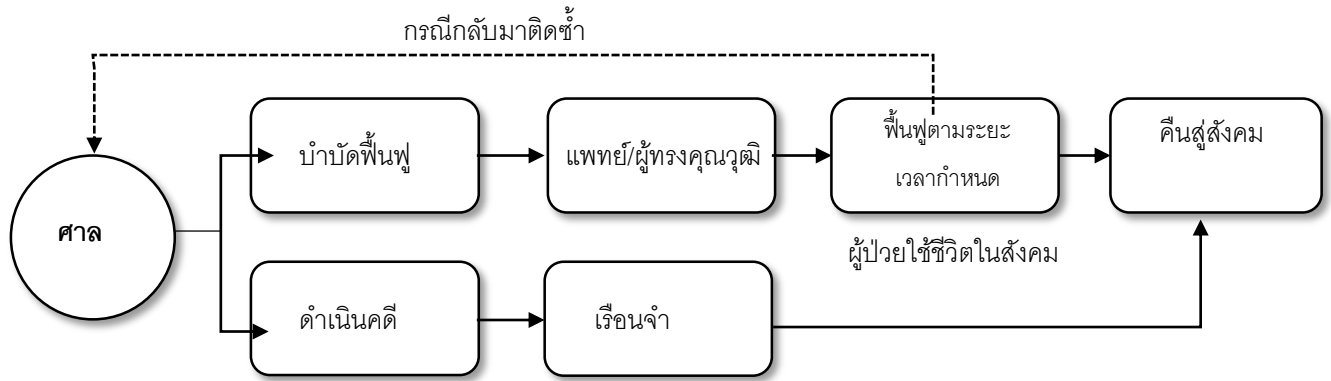 กรณีกลับมาติดซ้ำ
บำบัดฟื้นฟู
แพทย์/ผู้ทรงคุณวุฒิ
ฟื้นฟูตามระยะ
เวลากำหนด
คืนสู่สังคม
ศาล
ผู้ป่วยใช้ชีวิตในสังคม
ดำเนินคดี
เรือนจำ